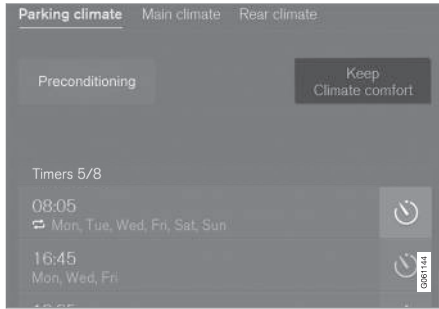 Parking climate Main climate Rear climate
Preconditioning
Keep
Climate comfort
Timers 5/8
08:05
Mon, Tue, Wed, Fri, Sat, Sun
16:45
Mon, Wed, Fri
G061144